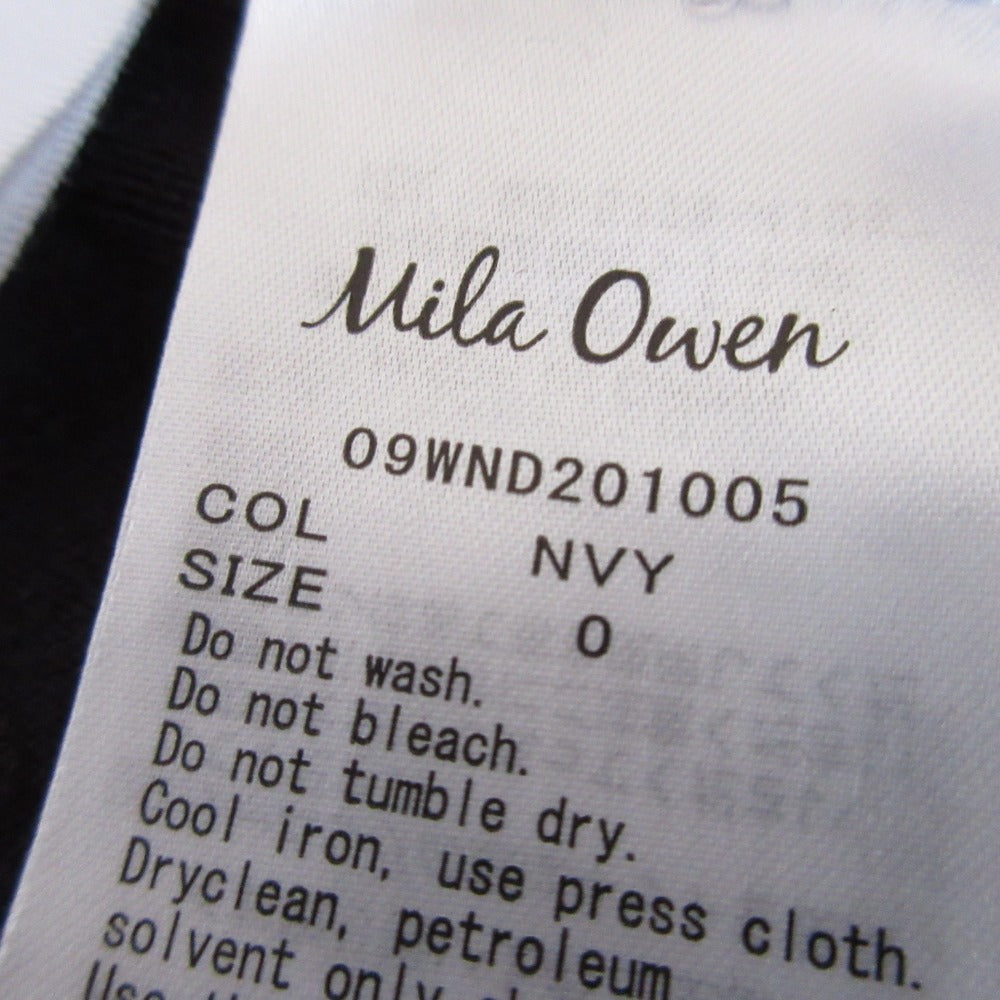 Mila Owen
09WND201005
COL NVY
SIZE 0
Do not wash.
Do not bleach.
Do not tumble dry.
Cool iron, use press cloth.
Dryclean, petroleum
solvent only
Use